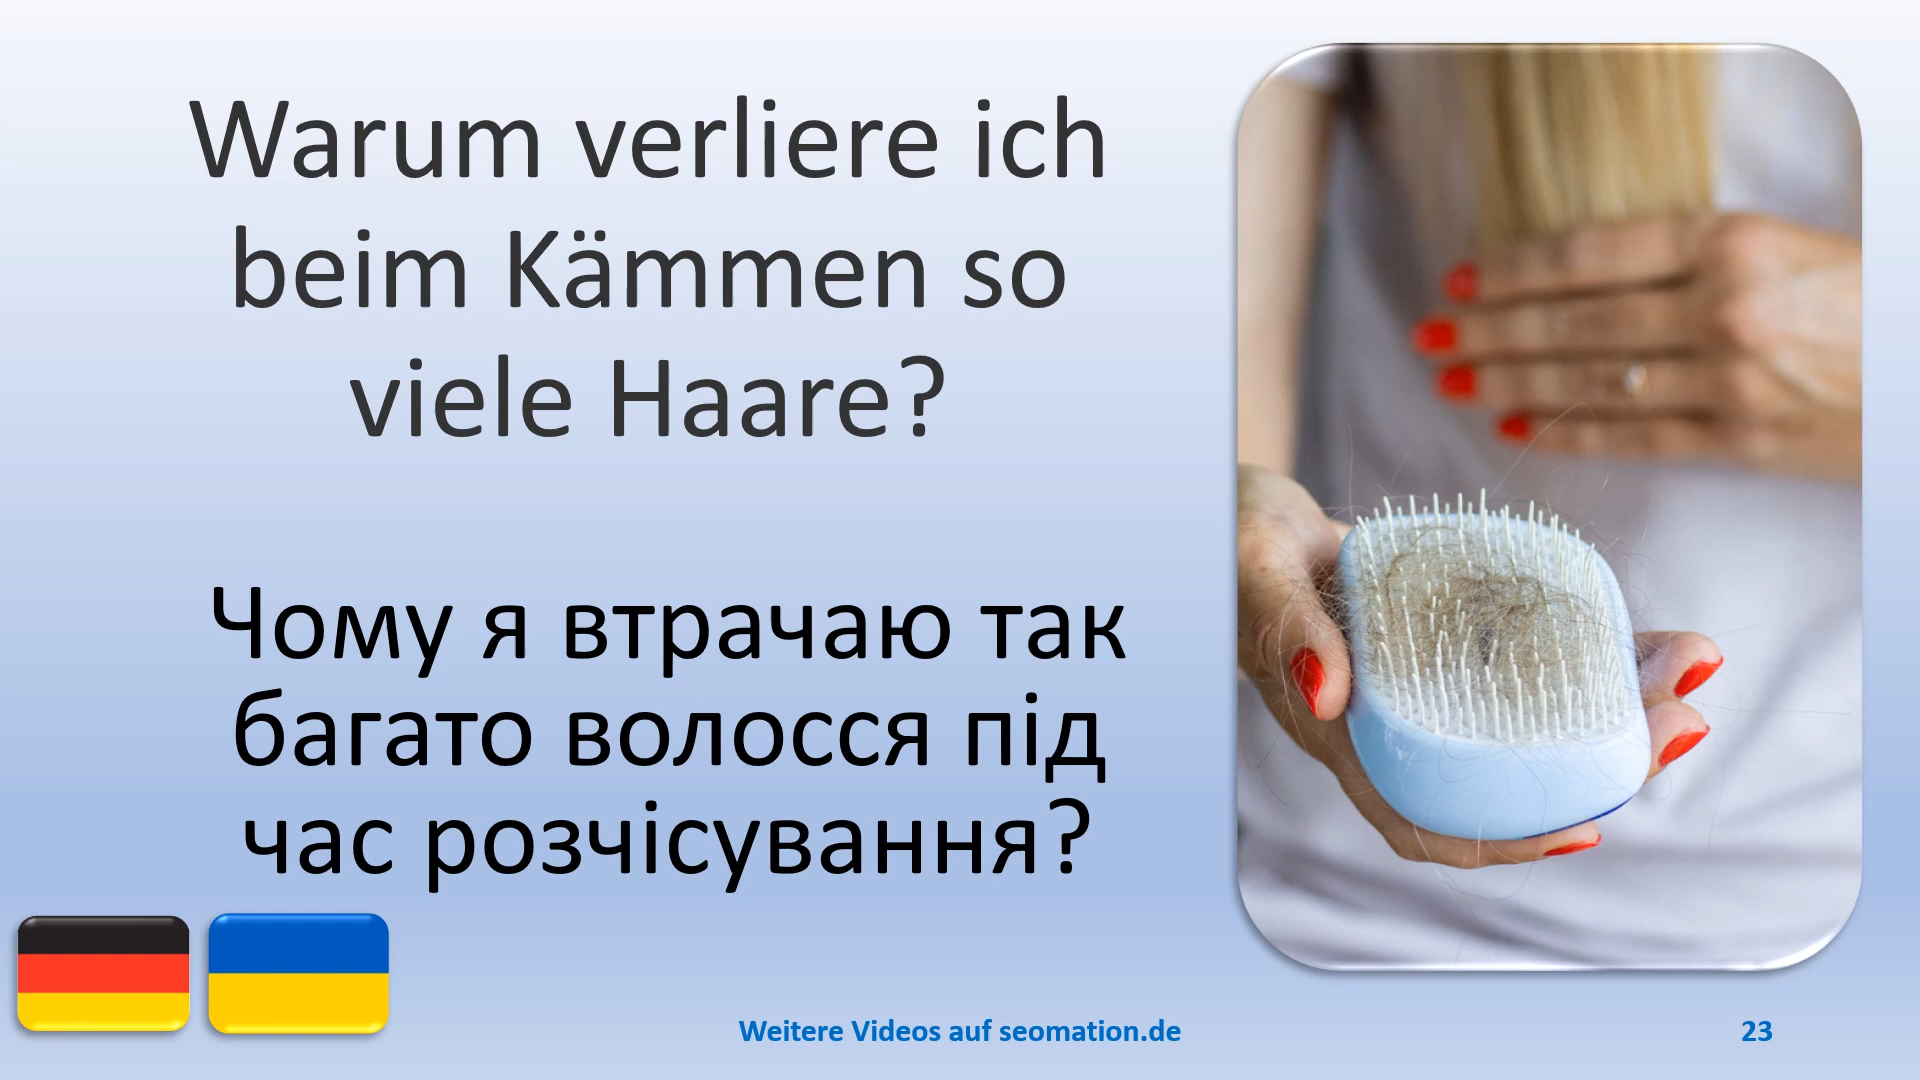 Warum verliere ich
beim Kämmen so
viele Haare?
Чому я втрачаю так
багато волосся під
час розчісування?
Weitere Videos auf seomation.de
23